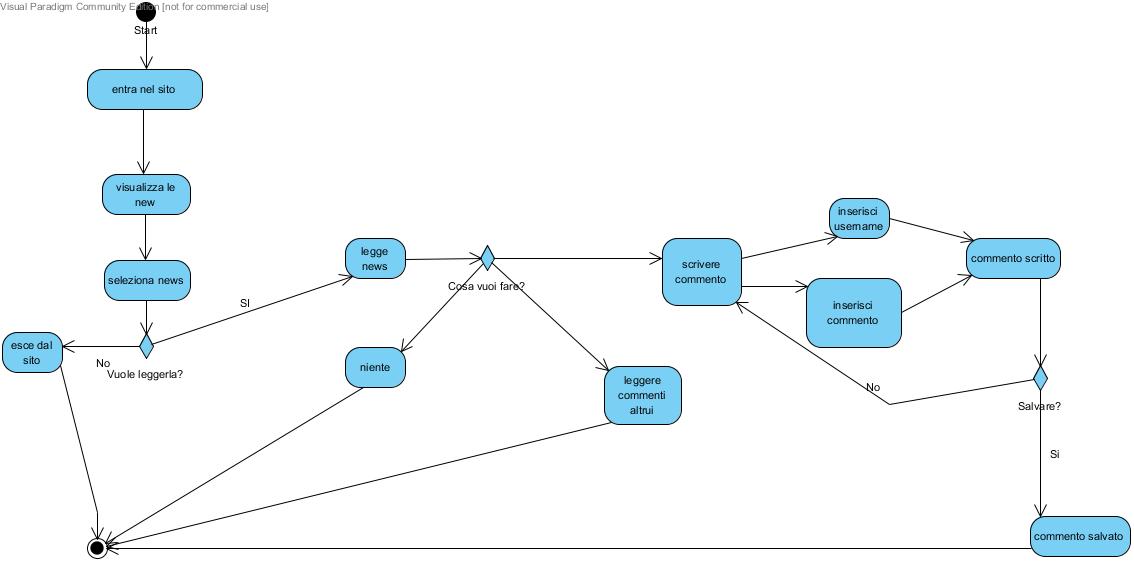 Visual Paradigm Community Edition [not for commercial use]
Start
entra nel sito
visualizza le
new
seleziona news
esce dal
sito
No
Vuole leggerla?
SI
legge
news
Cosa vuoi fare?
niente
leggere
commenti
altrui
scrivere
commento
inserisci
username
inserisci
commento
commento scritto
No
Salvare?
Si
commento salvato